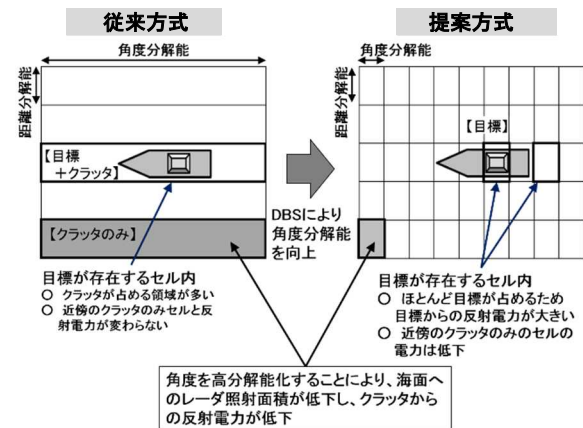 従来方式
提案方式
角度分解能
角度分解能
距離分解能
距離分解能
【目標
+クラッタ】
【目標】
【クラッタのみ】
DBSにより
角度分解能
を向上
目標が存在するセル内
○ クラッタが占める領域が多い
○ 近傍のクラッタのみセルと反
射電力が変わらない
目標が存在するセル内
○ ほとんど目標が占めるため
目標からの反射電力が大きい
○ 近傍のクラッタのみのセルの
電力は低下
角度を高分解能化することにより、海面へ
のレーダ照射面積が低下し、クラッタから
の反射電力が低下